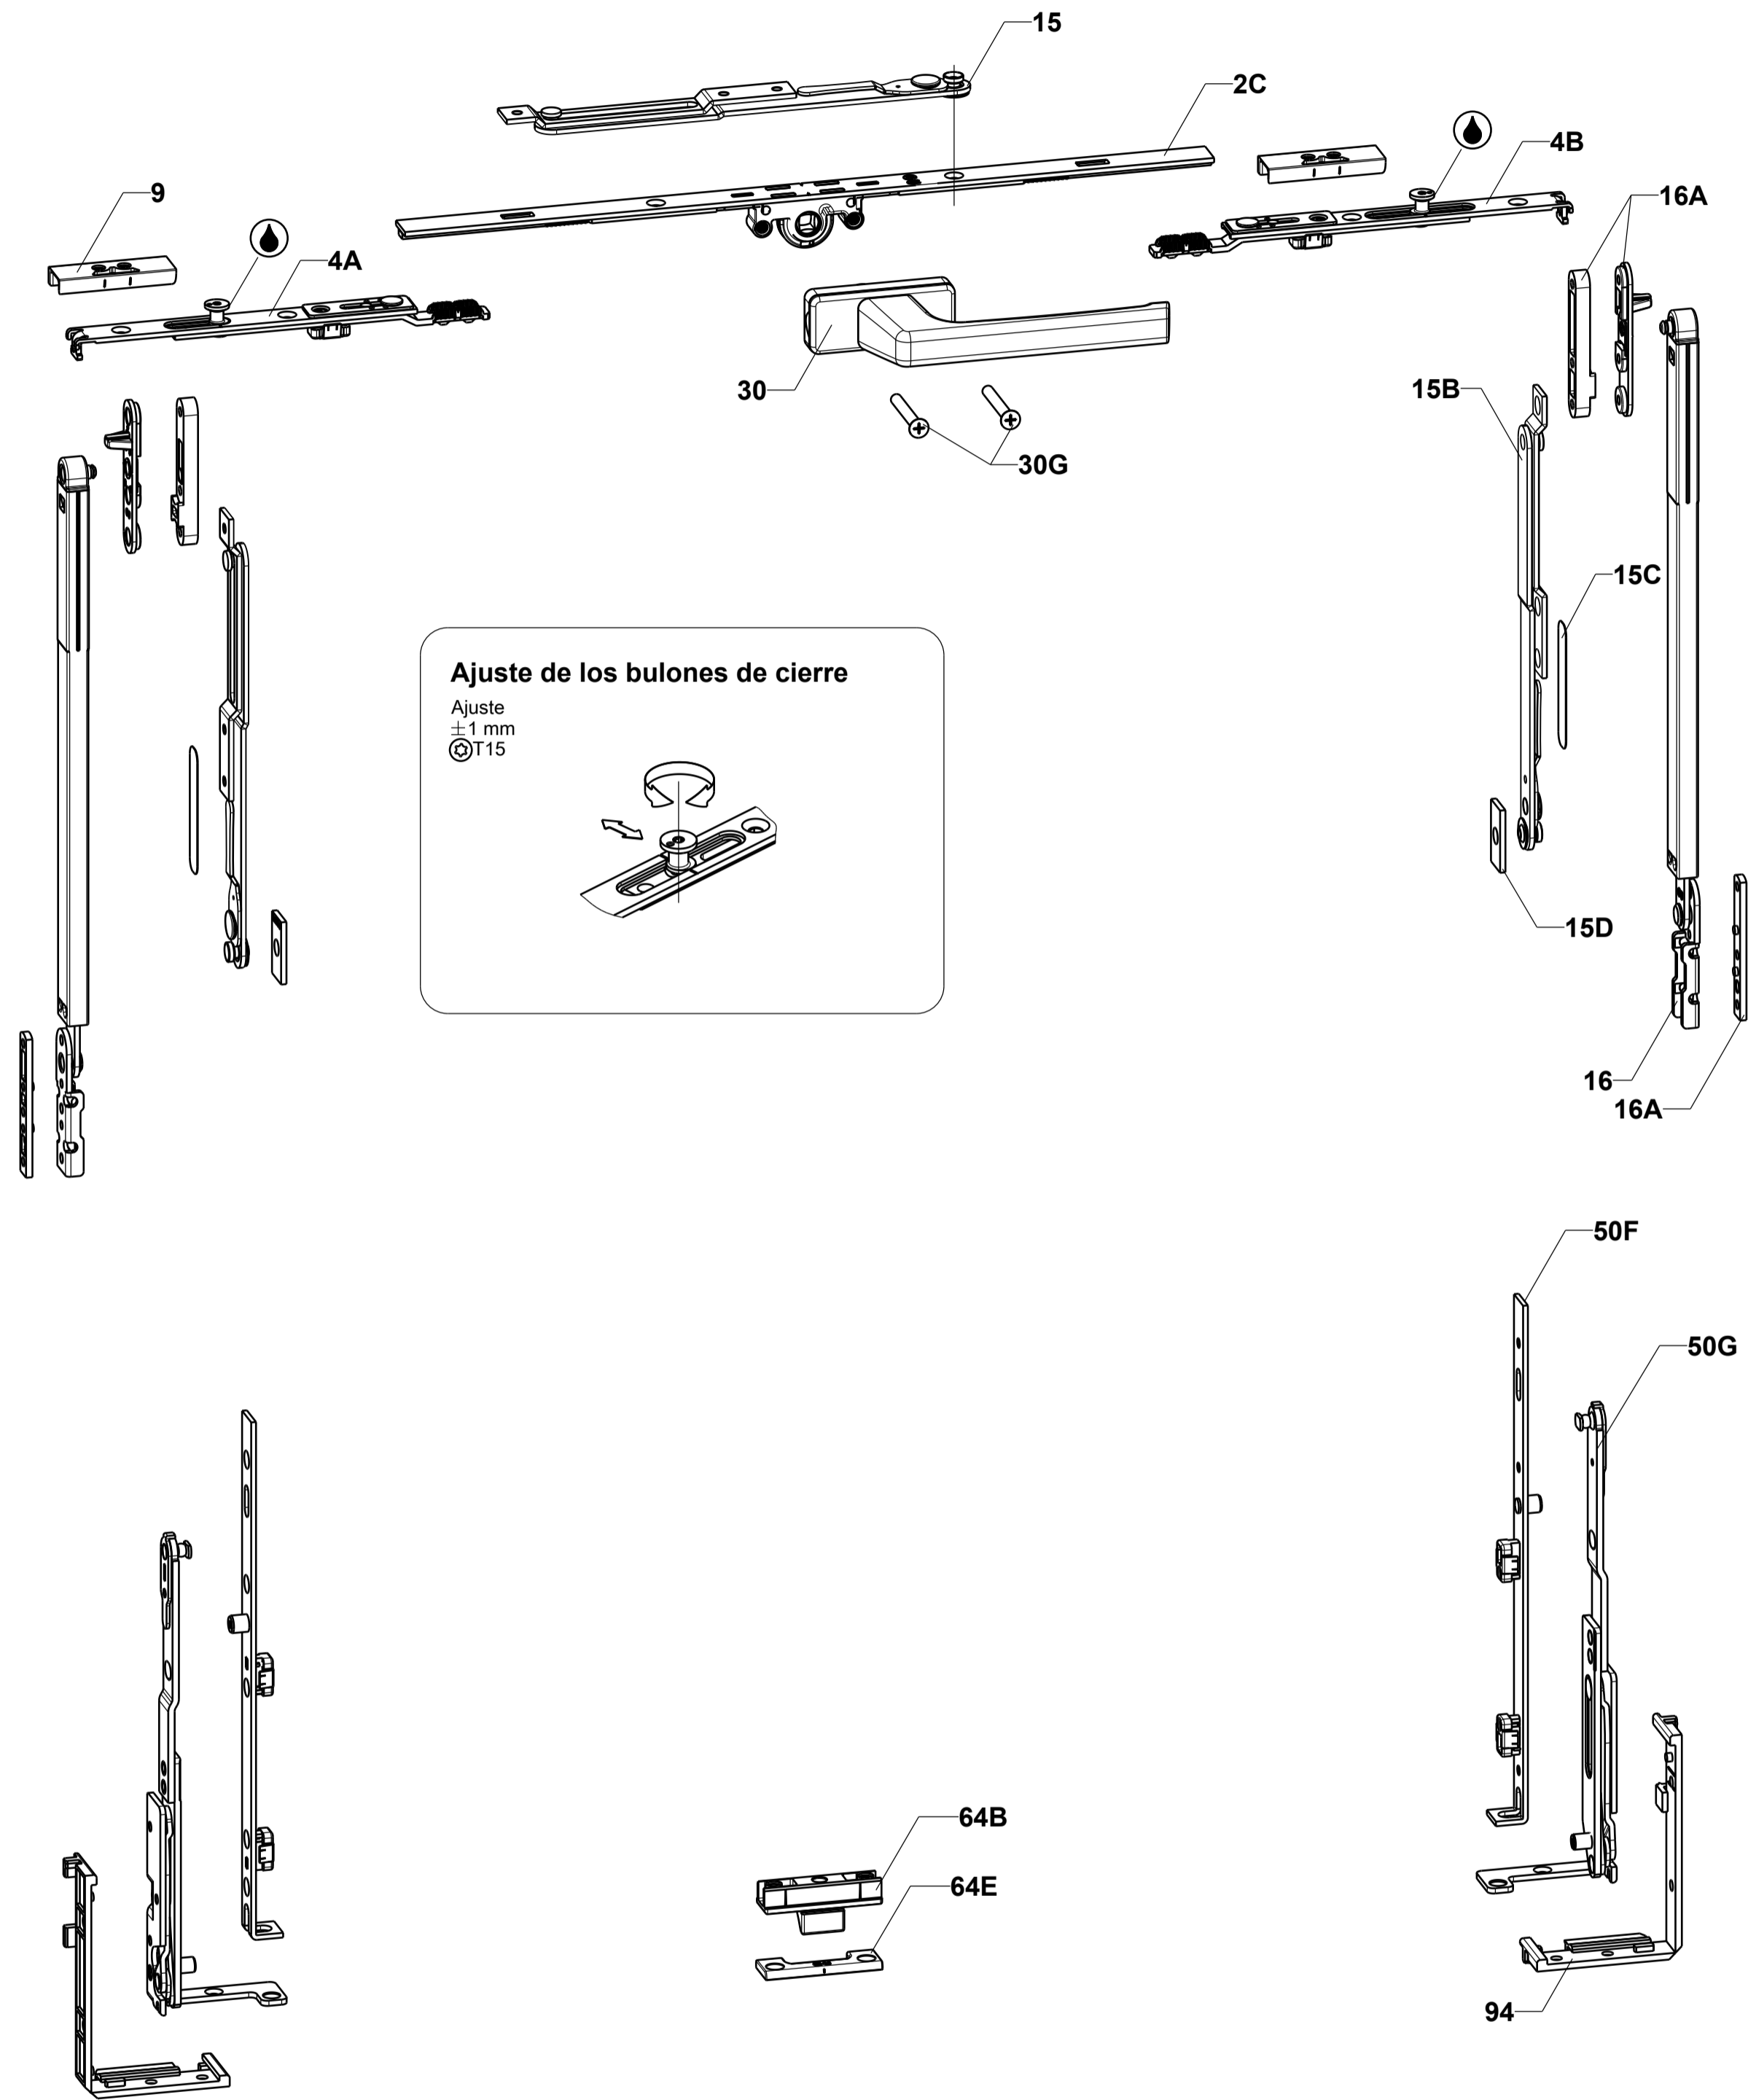 15
2C
4B
9
16A
4A
30
15B
30G
15C
Ajuste de los bulones de cierre
Ajuste
±1 mm
T15
15D
16
16A
50F
50G
64B
64E
94